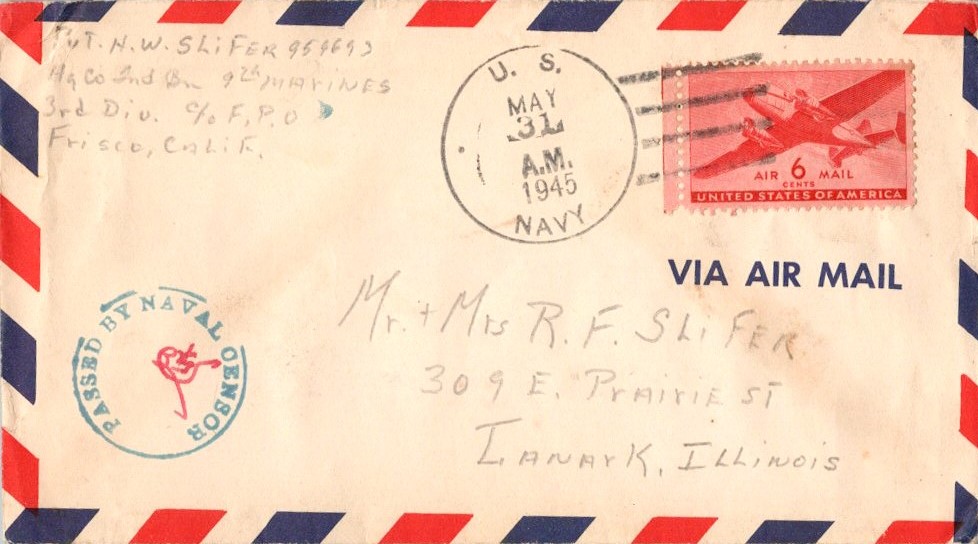 Pvt. H.W. SLiFER 959693
Hq Co 2nd Bn 9th MARINES
3rd Div. c/o F.P.O
Frisco, Calif.
U. S.
MAY
31
A.M.
1945
NAVY
AIR 6 MAIL
CENTS
UNITED STATES OF AMERICA
VIA AIR MAIL
PASSED BY NAVAL CENSOR
Mr. + Mrs R. F. SLiFER
309 E. PrAiriE ST
LANArK, ILLiNois